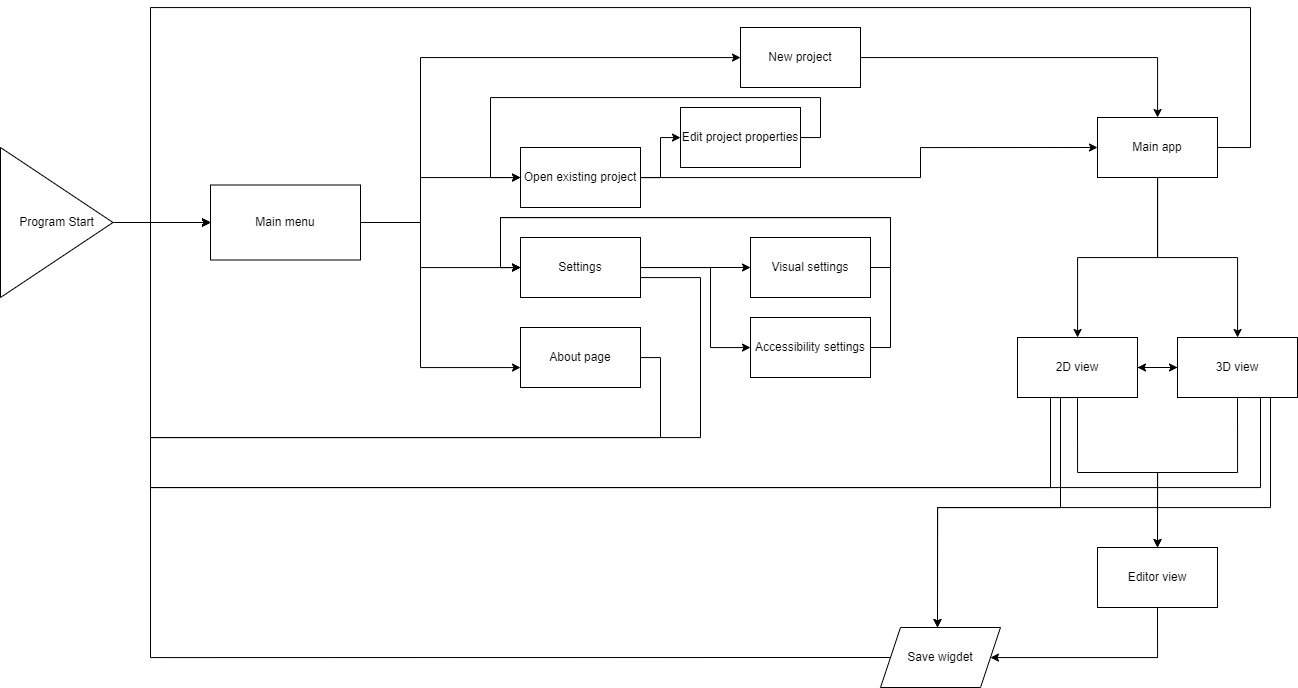 New project
Edit project properties
Main app
Open existing project
Program Start
Main menu
Settings
Visual settings
About page
Accessibility settings
2D view
3D view
Editor view
Save wigdet